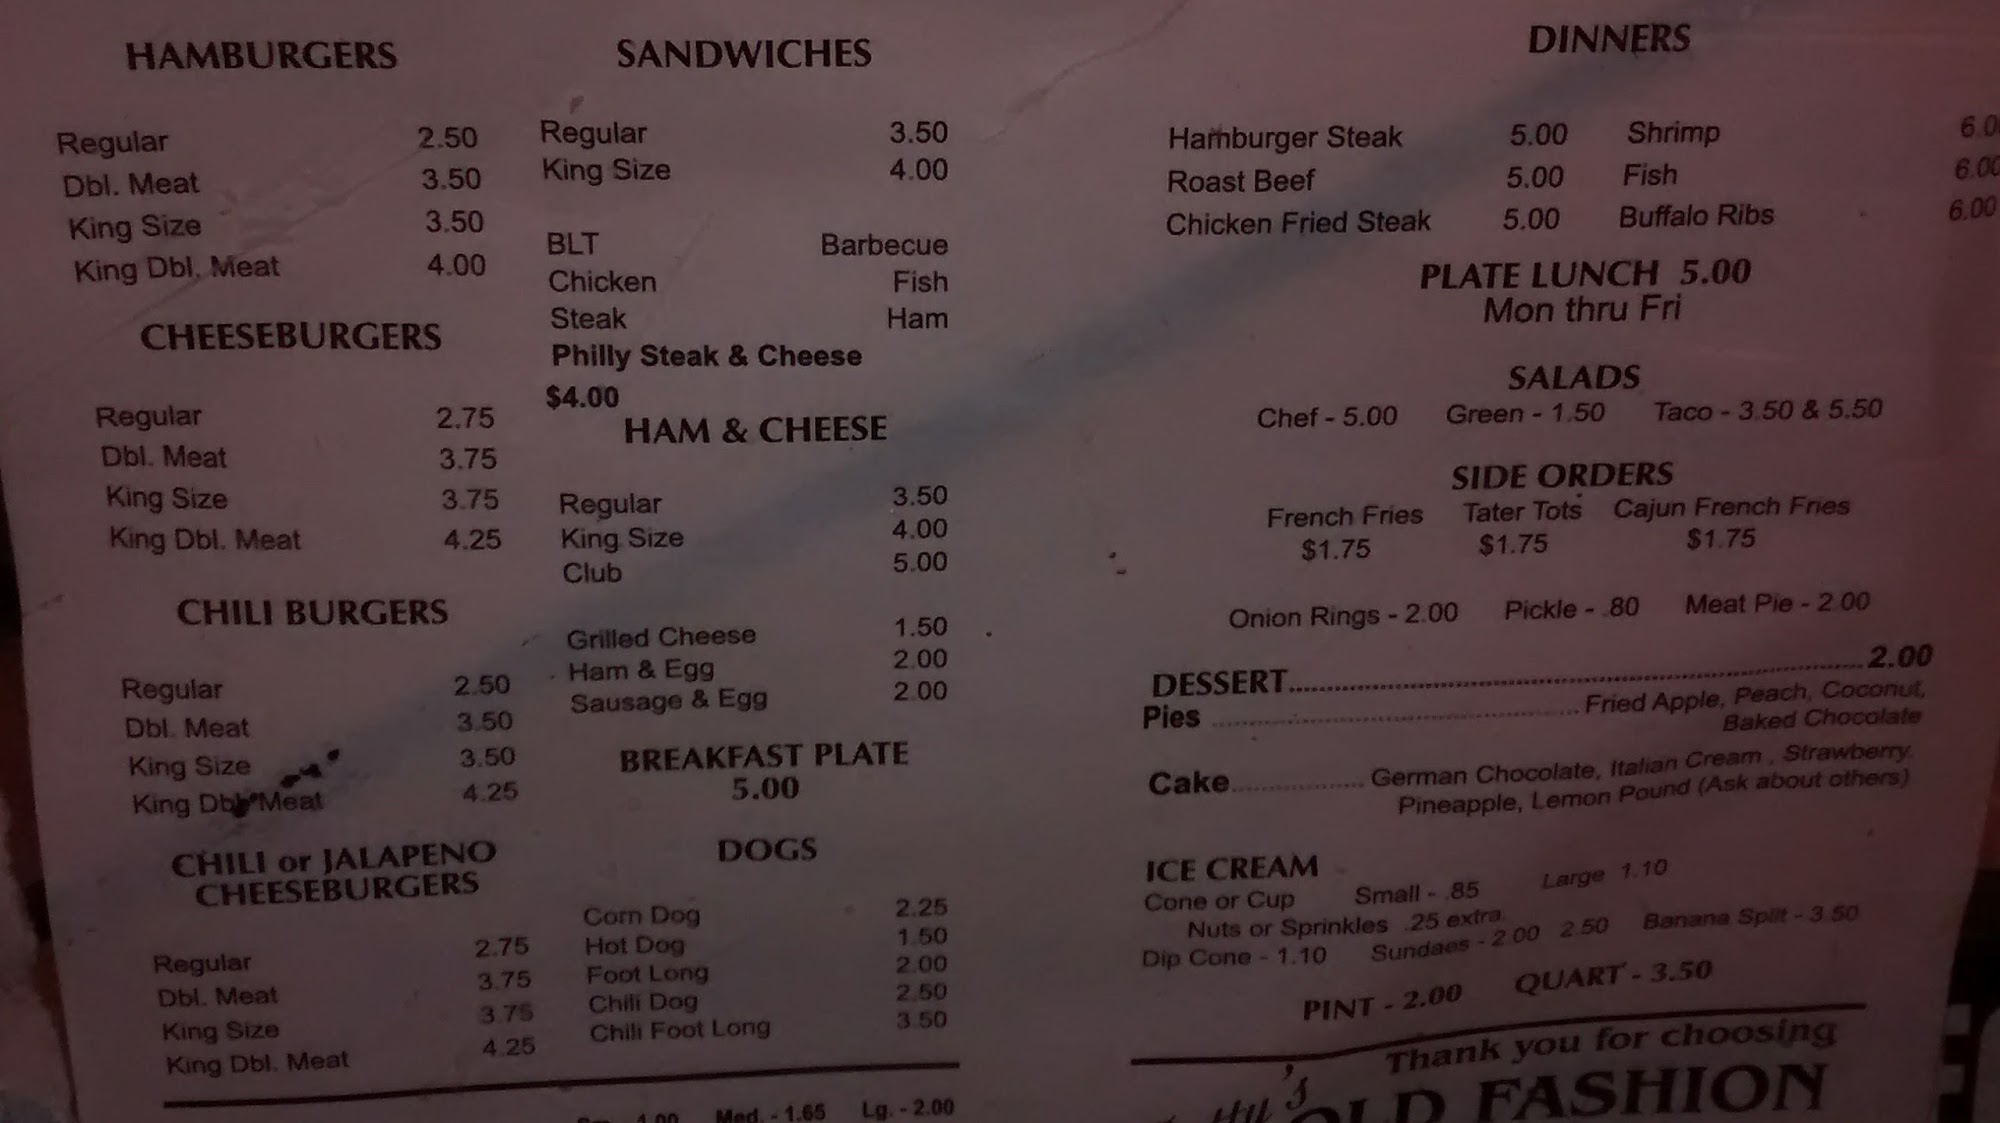 HAMBURGERS
Regular 2.50
Dbl. Meat 3.50
King Size 3.50
King Dbl. Meat 4.00
CHEESEBURGERS
Regular 2.75
Dbl. Meat 3.75
King Size 3.75
King Dbl. Meat 4.25
CHILI BURGERS
Regular 2.50
Dbl. Meat 3.50
King Size 3.50
King Dbl. Meat 4.25
CHILI or JALAPENO
CHEESEBURGERS
Regular 2.75
Dbl. Meat 3.75
King Size 3.75
King Dbl. Meat 4.25
SANDWICHES
Regular 3.50
King Size 4.00
BLT Barbecue
Chicken Fish
Steak Ham
Philly Steak & Cheese
$4.00
HAM & CHEESE
Regular 3.50
King Size 4.00
Club 5.00
Grilled Cheese 1.50
Ham & Egg 2.00
Sausage & Egg 2.00
BREAKFAST PLATE
5.00
DOGS
Corn Dog 2.25
Hot Dog 1.50
Foot Long 2.00
Chili Dog 2.50
Chili Foot Long 3.50
1.00 Med. - 1.65 Lg. - 2.00
DINNERS
Hamburger Steak 5.00 Shrimp 6.0
Roast Beef 5.00 Fish 6.00
Chicken Fried Steak 5.00 Buffalo Ribs 6.00
PLATE LUNCH 5.00
Mon thru Fri
SALADS
Chef - 5.00 Green - 1.50 Taco - 3.50 & 5.50
SIDE ORDERS
French Fries Tater Tots Cajun French Fries
$1.75 $1.75 $1.75
Onion Rings - 2.00 Pickle - .80 Meat Pie - 2.00
DESSERT..........2.00
Pies .......... Fried Apple, Peach, Coconut,
Baked Chocolate
Cake.......... German Chocolate, Italian Cream , Strawberry.
Pineapple, Lemon Pound (Ask about others)
ICE CREAM
Cone or Cup Small - .85 Large 1.10
Nuts or Sprinkles .25 extra
Dip Cone - 1.10 Sundaes - 2.00 2.50 Banana Split - 3.50
PINT - 2.00 QUART - 3.50
Thank you for choosing
OLD FASHION